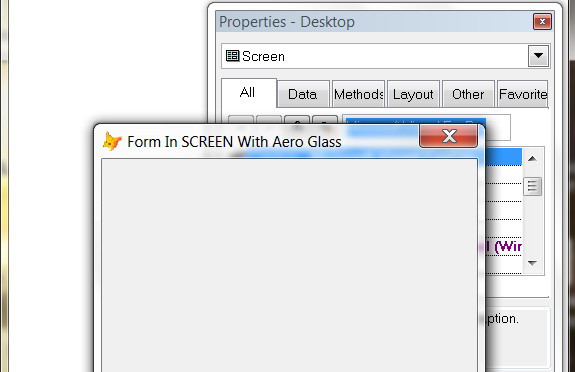 Properties - Desktop
Screen
All Data Methods Layout Other Favorite
Form In SCREEN With Aero Glass
(Wir
ption.